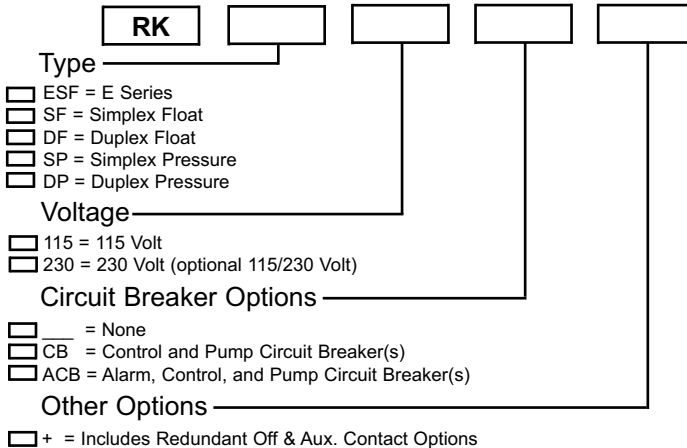 RK
Type
ESF = E Series
SF = Simplex Float
DF = Duplex Float
SP = Simplex Pressure
DP = Duplex Pressure
Voltage
115 = 115 Volt
230 = 230 Volt (optional 115/230 Volt)
Circuit Breaker Options
___ = None
CB = Control and Pump Circuit Breaker(s)
ACB = Alarm, Control, and Pump Circuit Breaker(s)
Other Options
+ = Includes Redundant Off & Aux. Contact Options